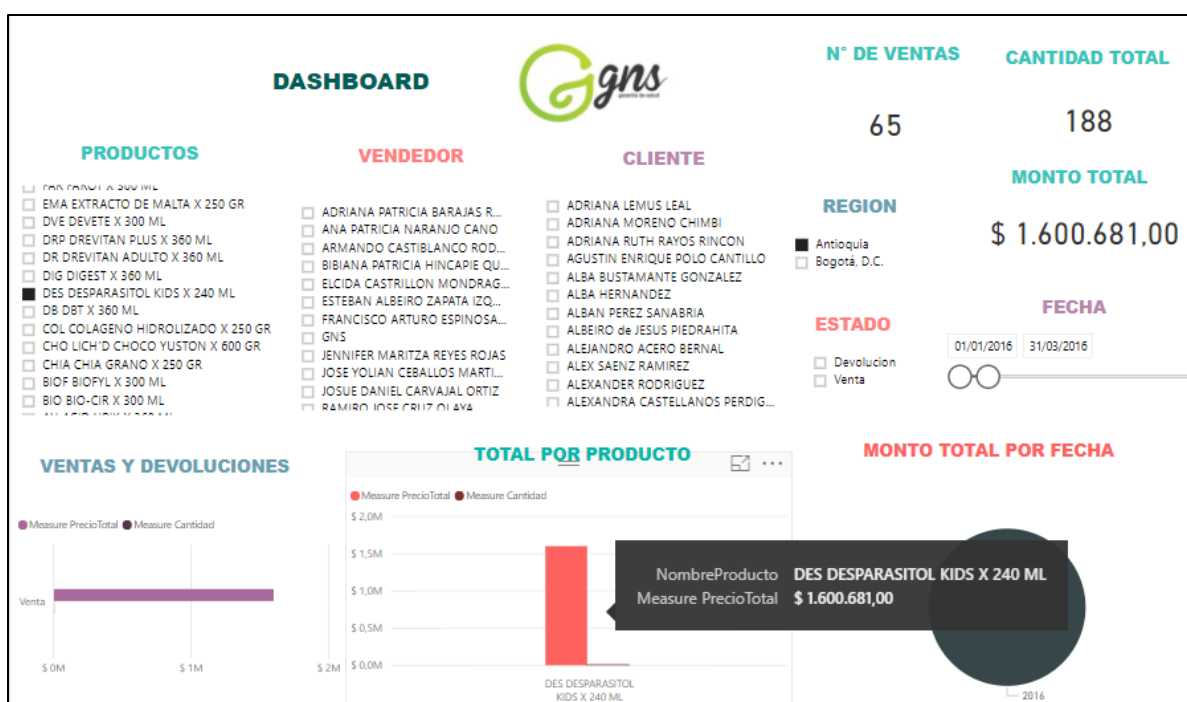 DASHBOARD
gns
garantía de salud
N° DE VENTAS
65
CANTIDAD TOTAL
188
MONTO TOTAL
$ 1.600.681,00
PRODUCTOS
EMA EXTRACTO DE MALTA X 250 GR
DVE DEVETE X 300 ML
DRP DREVITAN PLUS X 360 ML
DR DREVITAN ADULTO X 360 ML
DIG DIGEST X 360 ML
DES DESPARASITOL KIDS X 240 ML
DB DBT X 360 ML
COL COLAGENO HIDROLIZADO X 250 GR
CHO LICH'D CHOCO YUSTON X 600 GR
CHIA CHIA GRANO X 250 GR
BIOF BIOFYL X 300 ML
BIO BIO-CIR X 300 ML
VENDEDOR
ADRIANA PATRICIA BARAJAS R...
ANA PATRICIA NARANJO CANO
ARMANDO CASTIBLANCO ROD...
BIBIANA PATRICIA HINCAPIE QU...
ELCIDA CASTRILLON MONDRAG...
ESTEBAN ALBEIRO ZAPATA IZQ...
FRANCISCO ARTURO ESPINOSA...
GNS
JENNIFER MARITZA REYES ROJAS
JOSE YOLIAN CEBALLOS MARTI...
JOSUE DANIEL CARVAJAL ORTIZ
RAMIRO JOSE CRUZ OLAYA
CLIENTE
ADRIANA LEMUS LEAL
ADRIANA MORENO CHIMBI
ADRIANA RUTH RAYOS RINCON
AGUSTIN ENRIQUE POLO CANTILLO
ALBA BUSTAMANTE GONZALEZ
ALBA HERNANDEZ
ALBAN PEREZ SANABRIA
ALBEIRO de JESUS PIEDRAHITA
ALEJANDRO ACERO BERNAL
ALEX SAENZ RAMIREZ
ALEXANDER RODRIGUEZ
ALEXANDRA CASTELLANOS PERDIG...
REGION
Antioquia
Bogotá, D.C.
ESTADO
Devolucion
Venta
FECHA
01/01/2016 31/03/2016
VENTAS Y DEVOLUCIONES
Measure PrecioTotal Measure Cantidad
Venta
$ 0M $ 1M $ 2M
TOTAL POR PRODUCTO
Measure PrecioTotal Measure Cantidad
$ 2,0M
$ 1,5M
$ 1,0M
$ 0,5M
$ 0,0M
DES DESPARASITOL
KIDS X 240 ML
NombreProducto DES DESPARASITOL KIDS X 240 ML
Measure PrecioTotal $ 1.600.681,00
MONTO TOTAL POR FECHA
2016